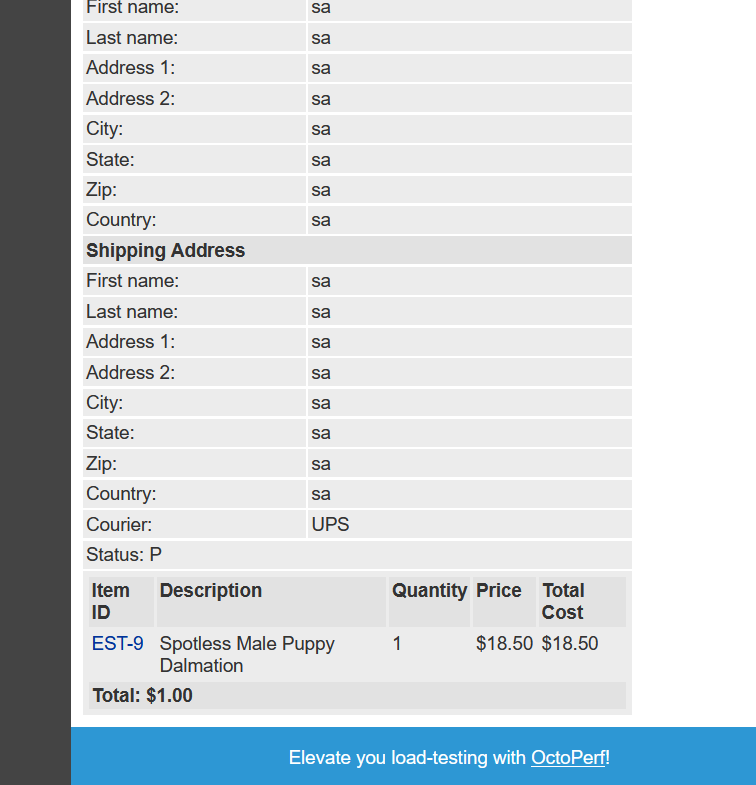 First name: sa
Last name: sa
Address 1: sa
Address 2: sa
City: sa
State: sa
Zip: sa
Country: sa
Shipping Address
First name: sa
Last name: sa
Address 1: sa
Address 2: sa
City: sa
State: sa
Zip: sa
Country: sa
Courier: UPS
Status: P
Item ID Description Quantity Price Total Cost
EST-9 Spotless Male Puppy Dalmation 1 $18.50 $18.50
Total: $1.00
Elevate you load-testing with OctoPerf!